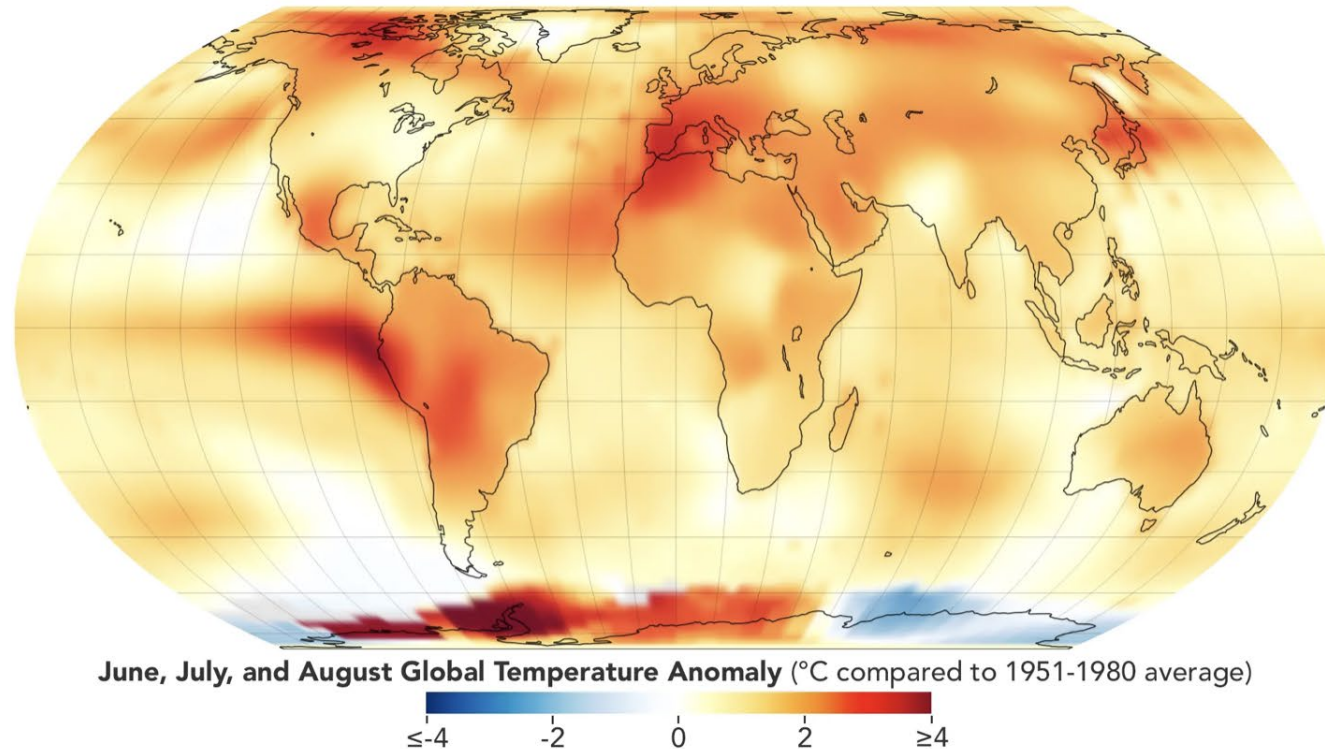 June, July, and August Global Temperature Anomaly (°C compared to 1951-1980 average)
≤-4 -2 0 2 ≥4